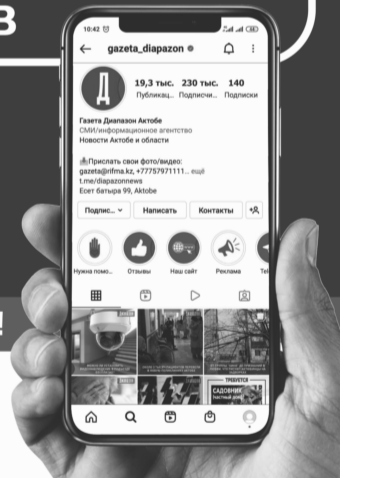 В
10:42
gazeta_diapazon
Д
19,3 тыс. 230 тыс. 140
Публикац... Подписчи... Подписки
Газета Диапазон Актобе
СМИ/информационное агентство
Новости Актобе и области
Прислать свои фото/видео:
gazeta@rifma.kz, +77757971111... ещё
t.me/diapazonnews
Есет батыра 99, Aktobe
Подпис... Написать Контакты
Нужна помо... Отзывы Наш сайт Реклама Tel
!
ТРЕБУЕТСЯ
САДОВНИК